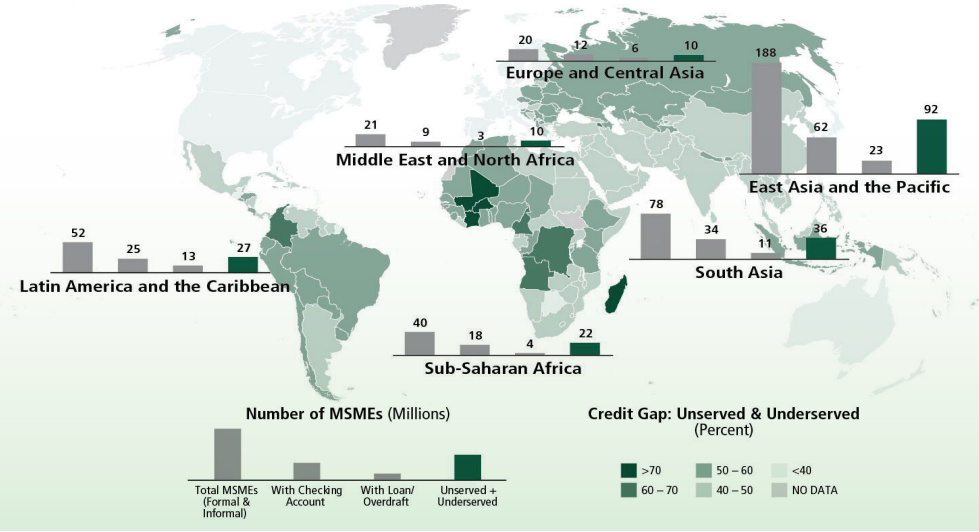 20
12
6
10
Europe and Central Asia
188
62
23
92
East Asia and the Pacific
21
9
3
10
Middle East and North Africa
78
34
11
36
South Asia
52
25
13
27
Latin America and the Caribbean
40
18
4
22
Sub-Saharan Africa
Number of MSMEs (Millions)
Total MSMEs
(Formal &
Informal)
With Checking
Account
With Loan/
Overdraft
Unserved +
Underserved
Credit Gap: Unserved & Underserved
(Percent)
>70
50 – 60
<40
60 – 70
40 – 50
NO DATA